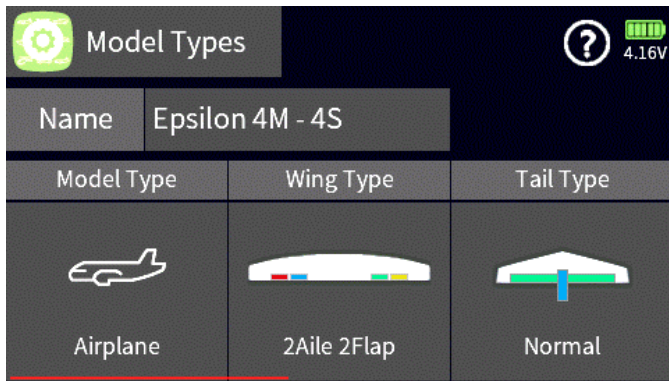 Model Types
?
4.16V
Name
Epsilon 4M - 4S
Model Type
Wing Type
Tail Type
Airplane
2Aile 2Flap
Normal